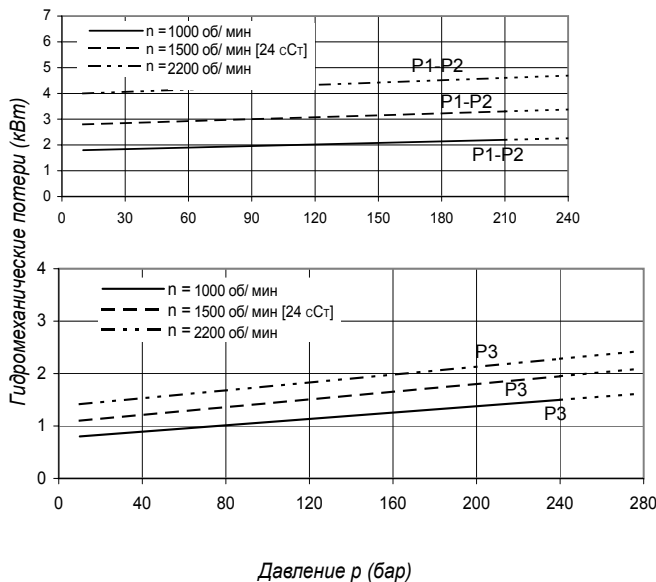 Гидромеханические потери (кВт)
7
6
5
4
3
2
1
0
n = 1000 об/ мин
n = 1500 об/ мин [24 сСт]
n = 2200 об/ мин
P1-P2
P1-P2
P1-P2
0 30 60 90 120 150 180 210 240
4
3
2
1
0
n = 1000 об/ мин
n = 1500 об/ мин [24 сСт]
n = 2200 об/ мин
P3
P3
P3
0 40 80 120 160 200 240 280
Давление p (бар)